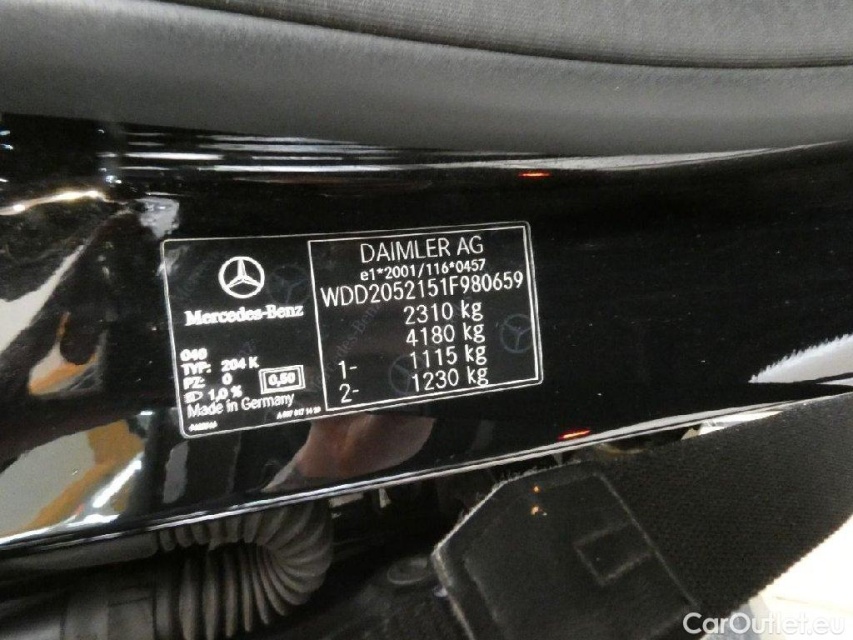 Mercedes-Benz
040
TYP: 204 K
PZ: 0
1,0 %
0,50
Made in Germany
DAIMLER AG
e1*2001/116*0457
WDD2052151F980659
2310 kg
4180 kg
1- 1115 kg
2- 1230 kg
CarOutlet.eu